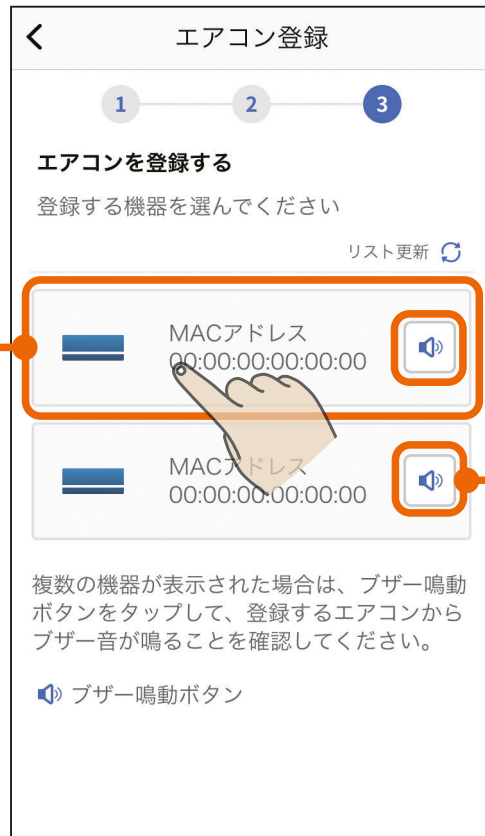 エアコン登録
1 2 3
エアコンを登録する
登録する機器を選んでください
リスト更新
MACアドレス
00:00:00:00:00:00
MACアドレス
00:00:00:00:00:00
複数の機器が表示された場合は、ブザー鳴動
ボタンをタップして、登録するエアコンから
ブザー音が鳴ることを確認してください。
ブザー鳴動ボタン